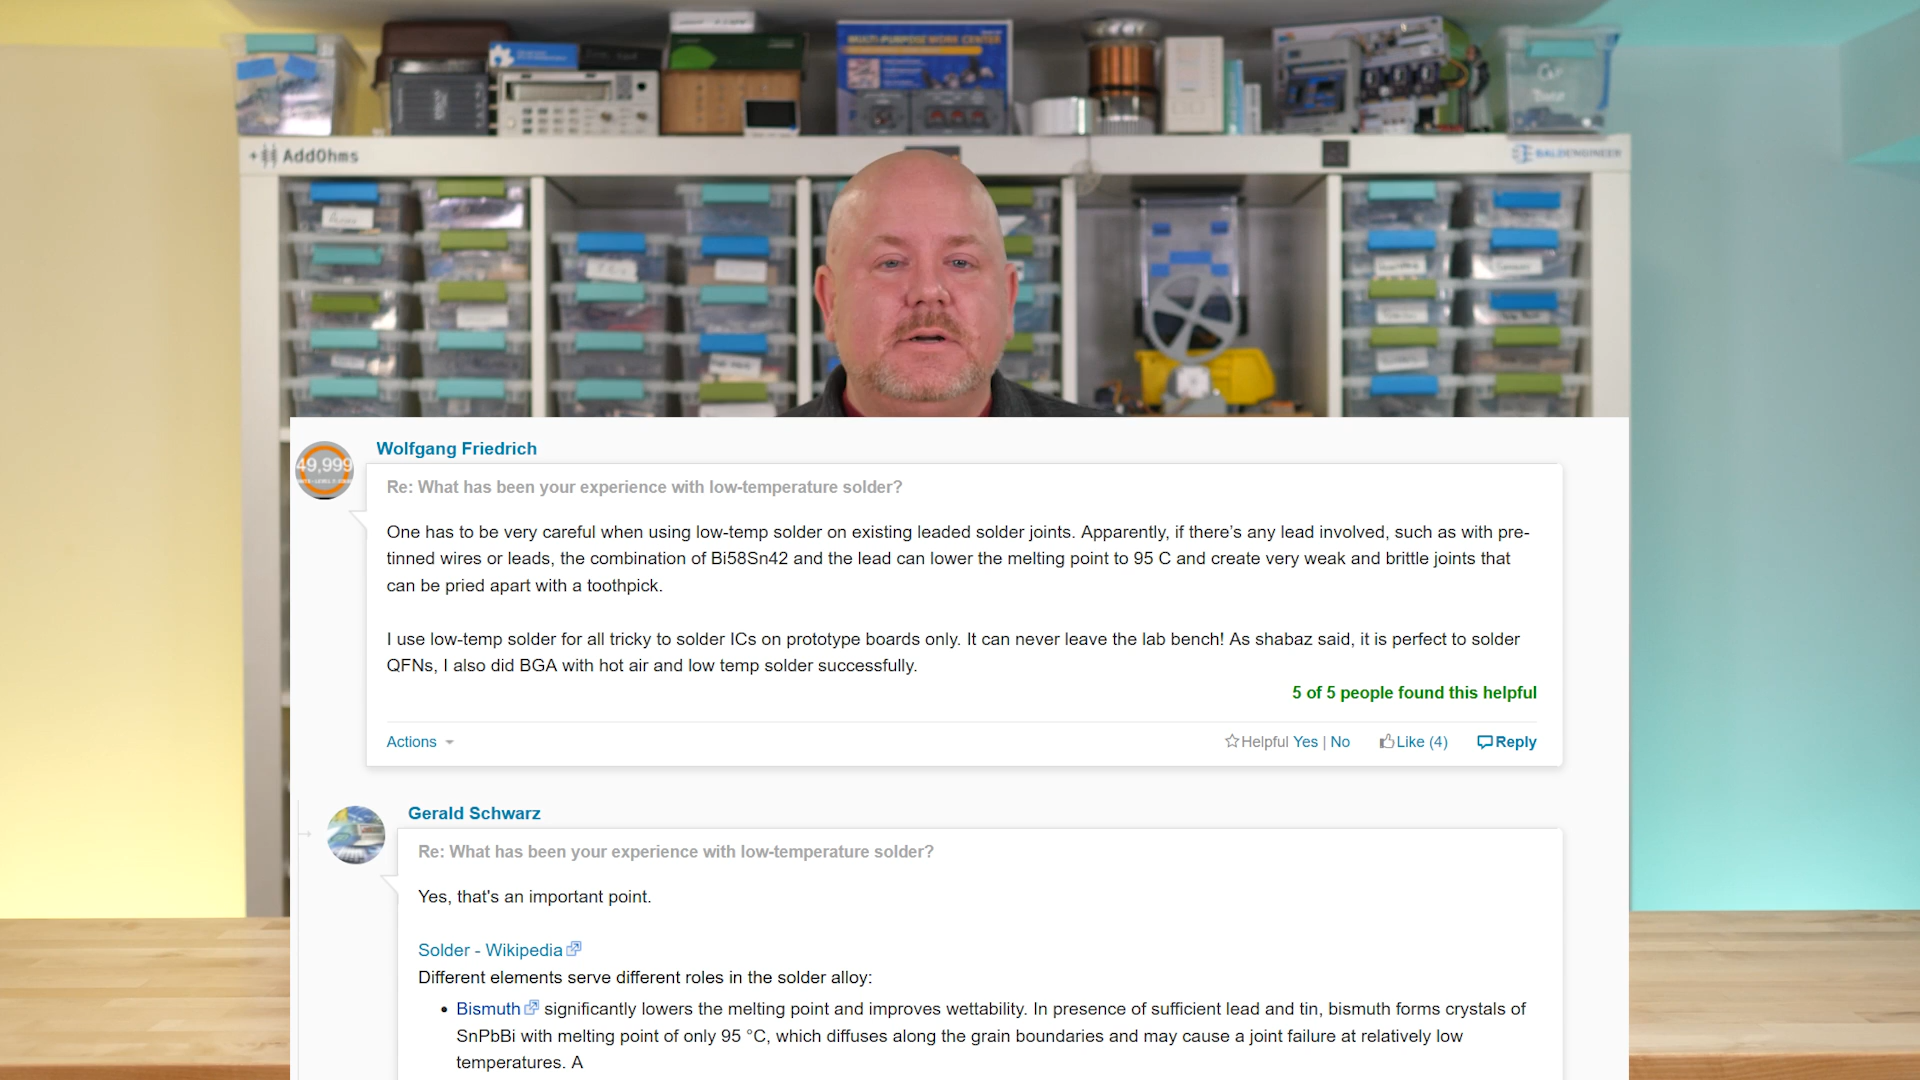 MULTI-PURPOSE WORK CENTER
AddOhms
BALDENGINEER
49,999
Wolfgang Friedrich
Re: What has been your experience with low-temperature solder?
One has to be very careful when using low-temp solder on existing leaded solder joints. Apparently, if there’s any lead involved, such as with pre-
tinned wires or leads, the combination of Bi58Sn42 and the lead can lower the melting point to 95 C and create very weak and brittle joints that
can be pried apart with a toothpick.
I use low-temp solder for all tricky to solder ICs on prototype boards only. It can never leave the lab bench! As shabaz said, it is perfect to solder
QFNs, I also did BGA with hot air and low temp solder successfully.
5 of 5 people found this helpful
Actions
Helpful Yes | No Like (4) Reply
Gerald Schwarz
Re: What has been your experience with low-temperature solder?
Yes, that's an important point.
Solder - Wikipedia
Different elements serve different roles in the solder alloy:
• Bismuth significantly lowers the melting point and improves wettability. In presence of sufficient lead and tin, bismuth forms crystals of
SnPbBi with melting point of only 95 °C, which diffuses along the grain boundaries and may cause a joint failure at relatively low
temperatures. A